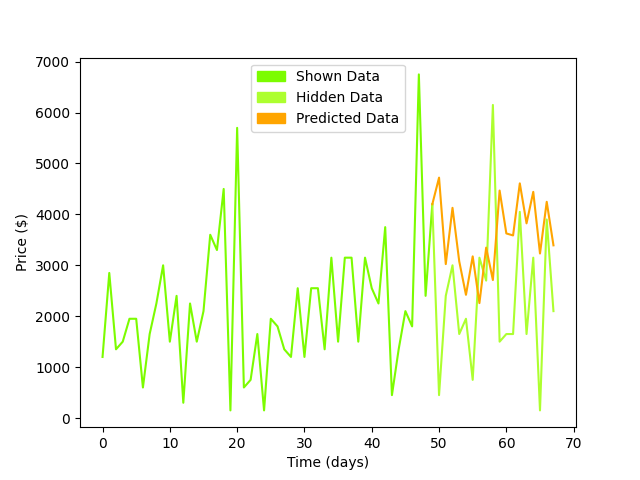 7000
6000
5000
4000
3000
2000
1000
0
Price ($)
Shown Data
Hidden Data
Predicted Data
0 10 20 30 40 50 60 70
Time (days)